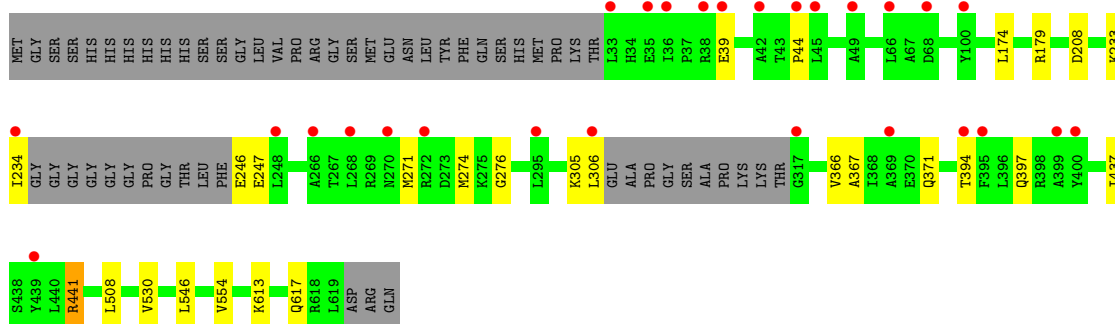 MET GLY SER SER HIS HIS HIS HIS HIS HIS SER SER GLY LEU VAL PRO ARG GLY SER MET GLU ASN LEU TYR PHE GLN SER HIS MET PRO LYS THR L33 H34 E35 I36 P37 R38 E39 A42 T43 P44 L45 A49 L66 A67 D68 Y100 L174 R179 D208 K233
I234 GLY GLY GLY GLY GLY GLY PRO GLY THR LEU PHE E246 E247 L248 A266 T267 L268 R269 N270 M271 R272 D273 M274 K275 G276 L295 K305 L306 GLU ALA PRO GLY SER ALA PRO LYS LYS THR G317 V366 A367 I368 A369 E370 Q371 T394 F395 L396 Q397 R398 A399 Y400 I437
S438 Y439 L440 R441 L508 V530 L546 V554 K613 Q617 R618 L619 ASP ARG GLN